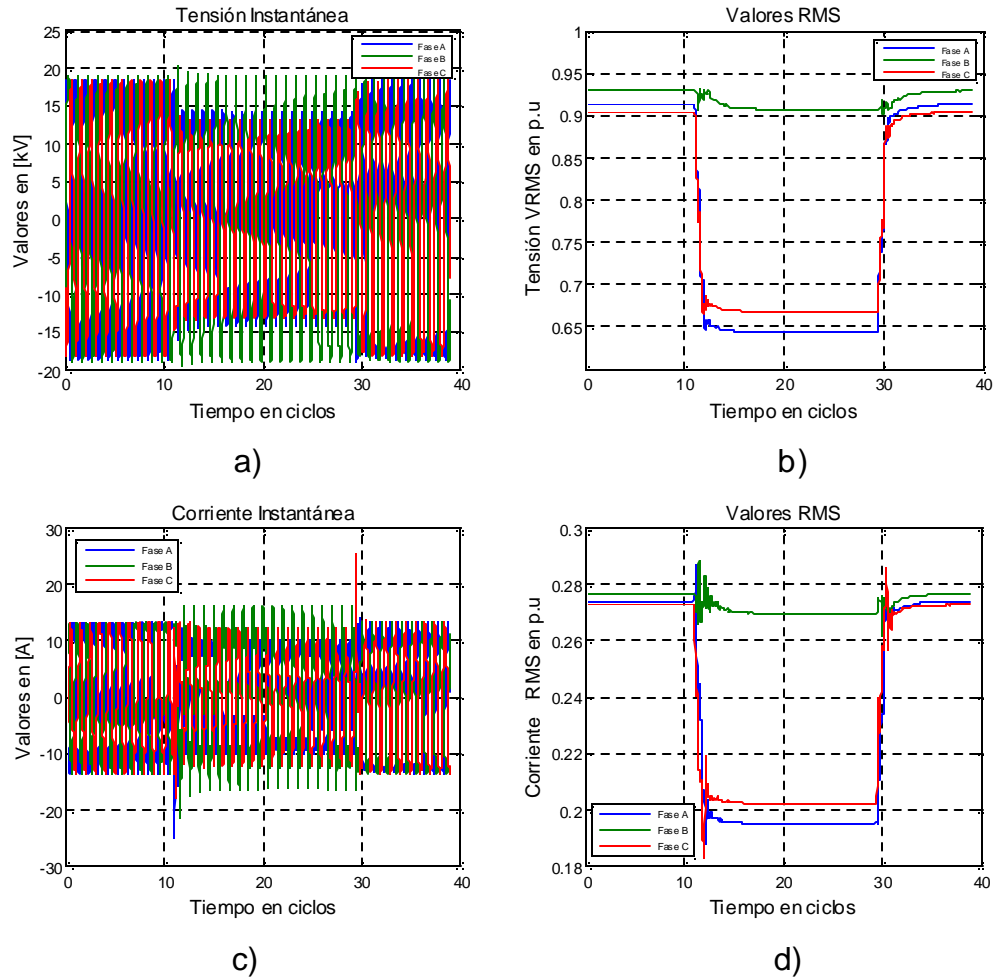 Tensión Instantánea
25
20
15
10
5
0
-5
-10
-15
-20
Valores en [kV]
Fase A
Fase B
Fase C
0 10 20 30 40
Tiempo en ciclos
a)
Valores RMS
1
0.95
0.9
0.85
0.8
0.75
0.7
0.65
Tensión VRMS en p.u
Fase A
Fase B
Fase C
0 10 20 30 40
Tiempo en ciclos
b)
Corriente Instantánea
30
20
10
0
-10
-20
-30
Valores en [A]
Fase A
Fase B
Fase C
0 10 20 30 40
Tiempo en ciclos
c)
Valores RMS
0.3
0.28
0.26
0.24
0.22
0.2
0.18
Corriente RMS en p.u
Fase A
Fase B
Fase C
0 10 20 30 40
Tiempo en ciclos
d)